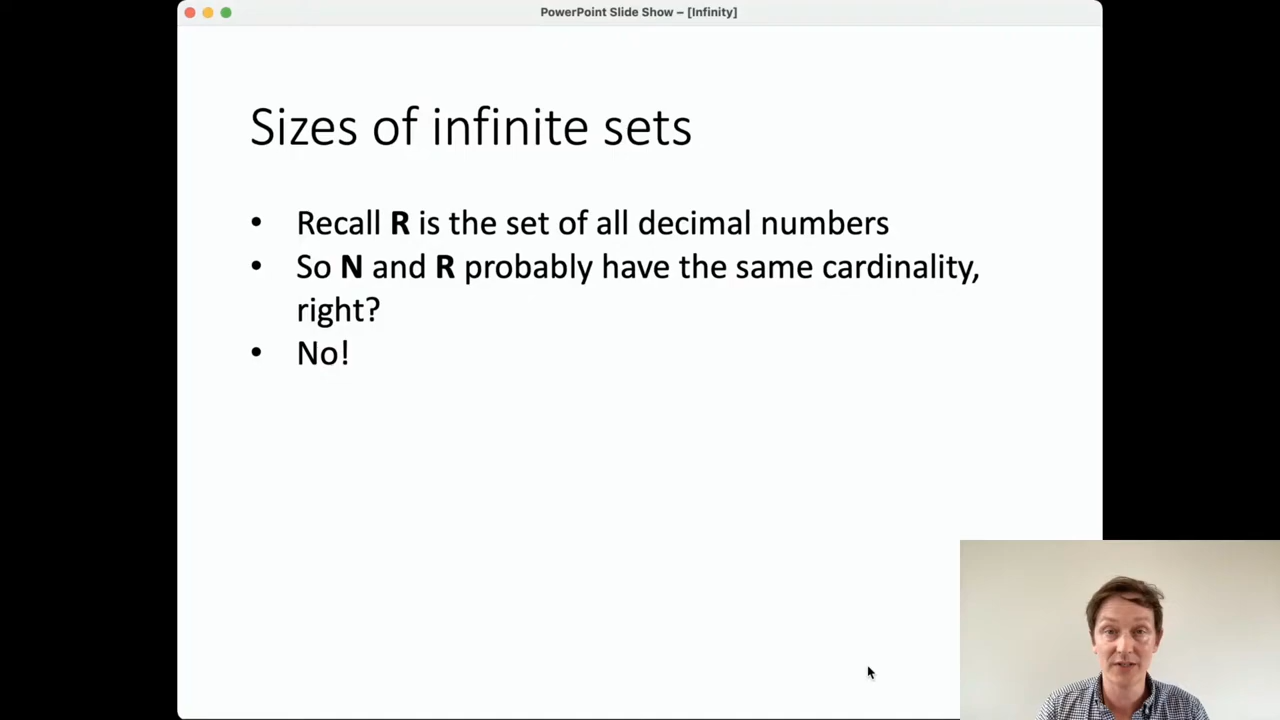 PowerPoint Slide Show – [Infinity]
Sizes of infinite sets
• Recall R is the set of all decimal numbers
• So N and R probably have the same cardinality,
right?
• No!